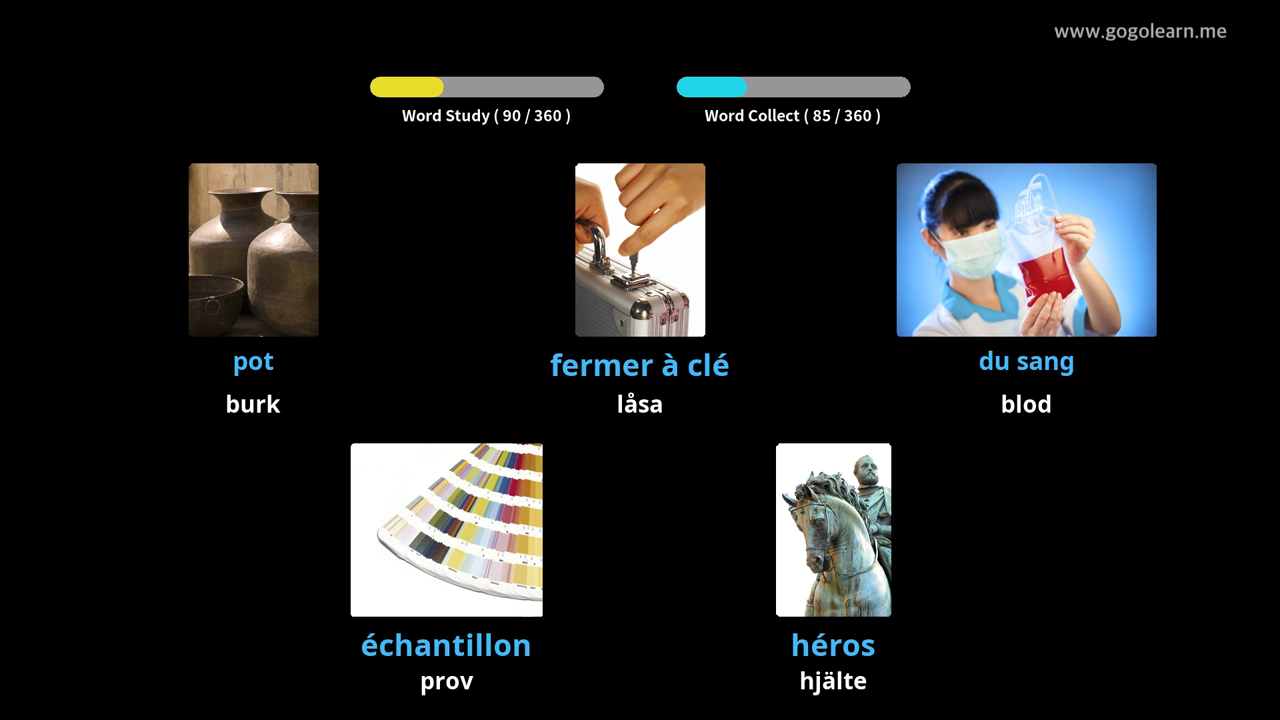 www.gogolearn.me
Word Study ( 90 / 360 )
Word Collect ( 85 / 360 )
pot
burk
fermer à clé
låsa
du sang
blod
échantillon
prov
héros
hjälte